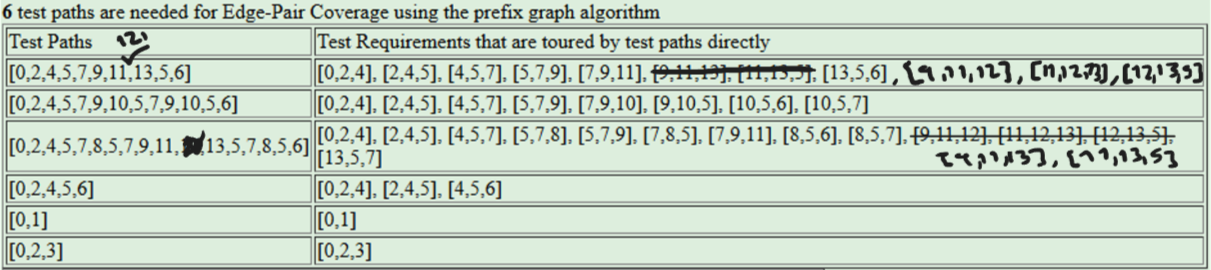 6 test paths are needed for Edge-Pair Coverage using the prefix graph algorithm
Test Paths 12, Test Requirements that are toured by test paths directly
[0,2,4,5,7,9,11,13,5,6] [0,2,4], [2,4,5], [4,5,7], [5,7,9], [7,9,11], [9,11,13], [11,13,5], [13,5,6] , [9,11,12], [11,12,13], [12,13,5]
[0,2,4,5,7,9,10,5,7,9,10,5,6] [0,2,4], [2,4,5], [4,5,7], [5,7,9], [7,9,10], [9,10,5], [10,5,6], [10,5,7]
[0,2,4,5,7,8,5,7,9,11, ,13,5,7,8,5,6] [0,2,4], [2,4,5], [4,5,7], [5,7,8], [5,7,9], [7,8,5], [7,9,11], [8,5,6], [8,5,7], [9,11,12], [11,12,13], [12,13,5],
[13,5,7] [9,11,13], [11,13,5]
[0,2,4,5,6] [0,2,4], [2,4,5], [4,5,6]
[0,1] [0,1]
[0,2,3] [0,2,3]